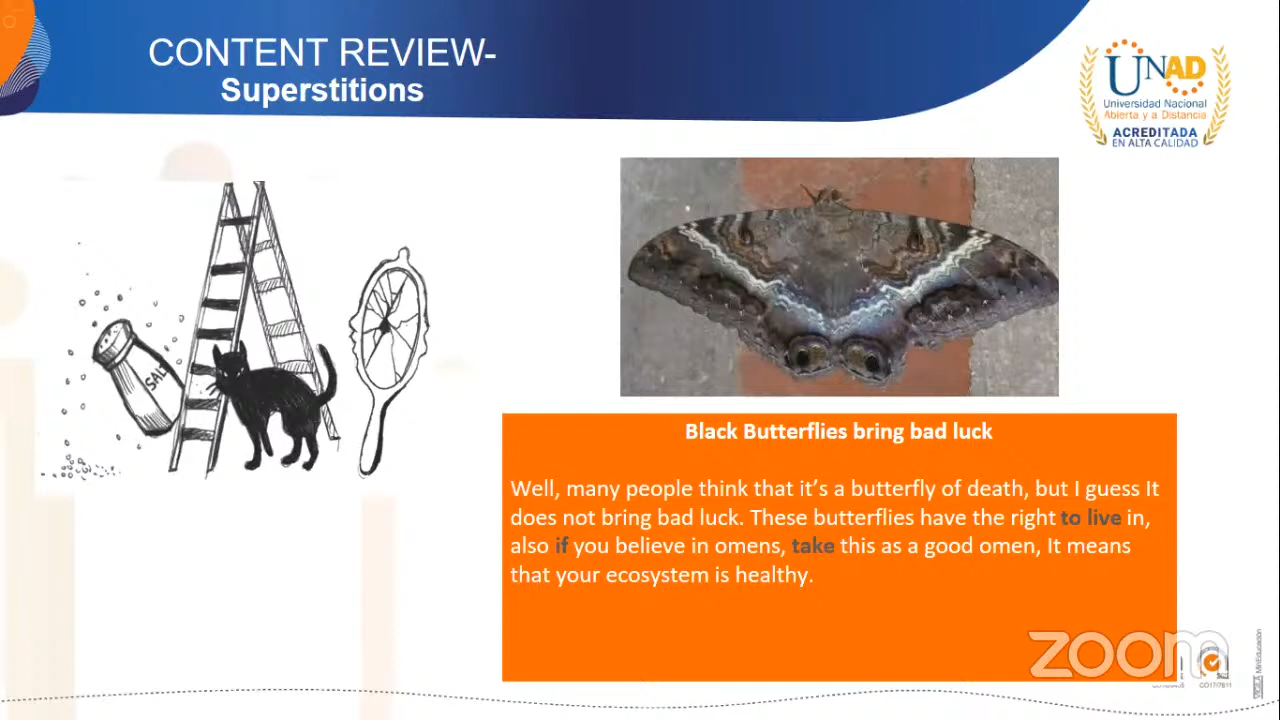 CONTENT REVIEW-
Superstitions
UNAD
Universidad Nacional
Abierta y a Distancia
ACREDITADA
EN ALTA CALIDAD
SALT
Black Butterflies bring bad luck
Well, many people think that it's a butterfly of death, but I guess It
does not bring bad luck. These butterflies have the right to live in,
also if you believe in omens, take this as a good omen, It means
that your ecosystem is healthy.
zoom